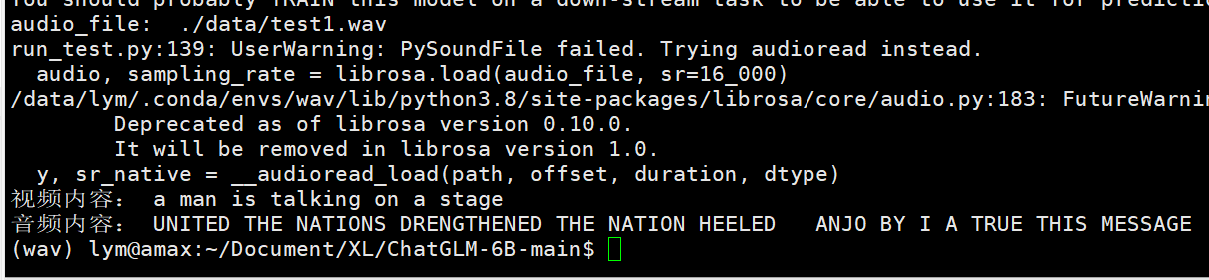 You should probably TRAIN this model on a down-stream task to be able to use it for predicti
audio_file:  ./data/test1.wav
run_test.py:139: UserWarning: PySoundFile failed. Trying audioread instead.
  audio, sampling_rate = librosa.load(audio_file, sr=16_000)
/data/lym/.conda/envs/wav/lib/python3.8/site-packages/librosa/core/audio.py:183: FutureWarnin
        Deprecated as of librosa version 0.10.0.
        It will be removed in librosa version 1.0.
  y, sr_native = __audioread_load(path, offset, duration, dtype)
视频内容： a man is talking on a stage
音频内容： UNITED THE NATIONS DRENGTHENED THE NATION HEELED   ANJO BY I A TRUE THIS MESSAGE
(wav) lym@amax:~/Document/XL/ChatGLM-6B-main$